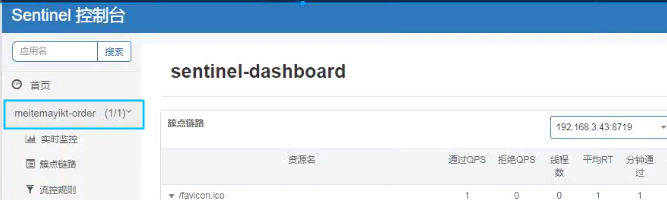 Sentinel 控制台
应用名 搜索
首页
meitemayikt-order (1/1)
实时监控
簇点链路
流控规则
sentinel-dashboard
簇点链路 192.168.3.43:8719
资源名 通过QPS 拒绝QPS 线程数 平均RT 分钟通过
/favicon.ico 1 0 0 1 1